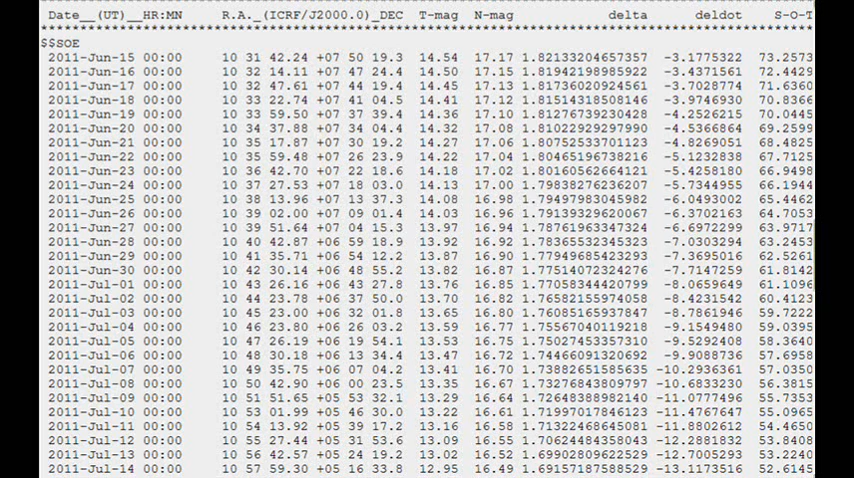 Date__(UT)__HR:MN R.A._(ICRF/J2000.0)_DEC T-mag N-mag delta deldot S-O-T
********************************************************************************
$$SOE
2011-Jun-15 00:00 10 31 42.24 +07 50 19.3 14.54 17.17 1.82133204657357 -3.1775322 73.2573
2011-Jun-16 00:00 10 32 14.11 +07 47 24.4 14.50 17.15 1.81942198985922 -3.4371561 72.4429
2011-Jun-17 00:00 10 32 47.61 +07 44 19.4 14.45 17.13 1.81736020924561 -3.7028774 71.6360
2011-Jun-18 00:00 10 33 22.74 +07 41 04.5 14.41 17.12 1.81514318508146 -3.9746930 70.8366
2011-Jun-19 00:00 10 33 59.50 +07 37 39.4 14.36 17.10 1.81276739230428 -4.2526215 70.0445
2011-Jun-20 00:00 10 34 37.88 +07 34 04.4 14.32 17.08 1.81022929297990 -4.5366864 69.2599
2011-Jun-21 00:00 10 35 17.87 +07 30 19.2 14.27 17.06 1.80752533701123 -4.8269051 68.4825
2011-Jun-22 00:00 10 35 59.48 +07 26 23.9 14.22 17.04 1.80465196738216 -5.1232838 67.7125
2011-Jun-23 00:00 10 36 42.70 +07 22 18.6 14.18 17.02 1.80160562664121 -5.4258180 66.9498
2011-Jun-24 00:00 10 37 27.53 +07 18 03.0 14.13 17.00 1.79838276236207 -5.7344955 66.1944
2011-Jun-25 00:00 10 38 13.96 +07 13 37.3 14.08 16.98 1.79497983045982 -6.0493002 65.4462
2011-Jun-26 00:00 10 39 02.00 +07 09 01.4 14.03 16.96 1.79139329620067 -6.3702163 64.7053
2011-Jun-27 00:00 10 39 51.64 +07 04 15.3 13.97 16.94 1.78761963347324 -6.6972299 63.9717
2011-Jun-28 00:00 10 40 42.87 +06 59 18.9 13.92 16.92 1.78365532345323 -7.0303294 63.2453
2011-Jun-29 00:00 10 41 35.71 +06 54 12.2 13.87 16.90 1.77949685423293 -7.3695016 62.5261
2011-Jun-30 00:00 10 42 30.14 +06 48 55.2 13.82 16.87 1.77514072324276 -7.7147259 61.8142
2011-Jul-01 00:00 10 43 26.16 +06 43 27.8 13.76 16.85 1.77058344420799 -8.0659649 61.1096
2011-Jul-02 00:00 10 44 23.78 +06 37 50.0 13.70 16.82 1.76582155974058 -8.4231542 60.4123
2011-Jul-03 00:00 10 45 23.00 +06 32 01.8 13.65 16.80 1.76085165937847 -8.7861946 59.7222
2011-Jul-04 00:00 10 46 23.80 +06 26 03.2 13.59 16.77 1.75567040119218 -9.1549480 59.0395
2011-Jul-05 00:00 10 47 26.19 +06 19 54.1 13.53 16.75 1.75027453357310 -9.5292408 58.3640
2011-Jul-06 00:00 10 48 30.18 +06 13 34.4 13.47 16.72 1.74466091320692 -9.9088736 57.6958
2011-Jul-07 00:00 10 49 35.75 +06 07 04.2 13.41 16.70 1.73882651585635 -10.2936361 57.0350
2011-Jul-08 00:00 10 50 42.90 +06 00 23.5 13.35 16.67 1.73276843809797 -10.6833230 56.3815
2011-Jul-09 00:00 10 51 51.65 +05 53 32.1 13.29 16.64 1.72648388982140 -11.0777496 55.7353
2011-Jul-10 00:00 10 53 01.99 +05 46 30.0 13.22 16.61 1.71997017846123 -11.4767647 55.0965
2011-Jul-11 00:00 10 54 13.92 +05 39 17.2 13.16 16.58 1.71322468645081 -11.8802612 54.4650
2011-Jul-12 00:00 10 55 27.44 +05 31 53.6 13.09 16.55 1.70624484358043 -12.2881832 53.8408
2011-Jul-13 00:00 10 56 42.57 +05 24 19.2 13.02 16.52 1.69902809622541 -12.7005293 53.2240
2011-Jul-14 00:00 10 57 59.30 +05 16 33.8 12.95 16.49 1.69157187588529 -13.1173516 52.6145